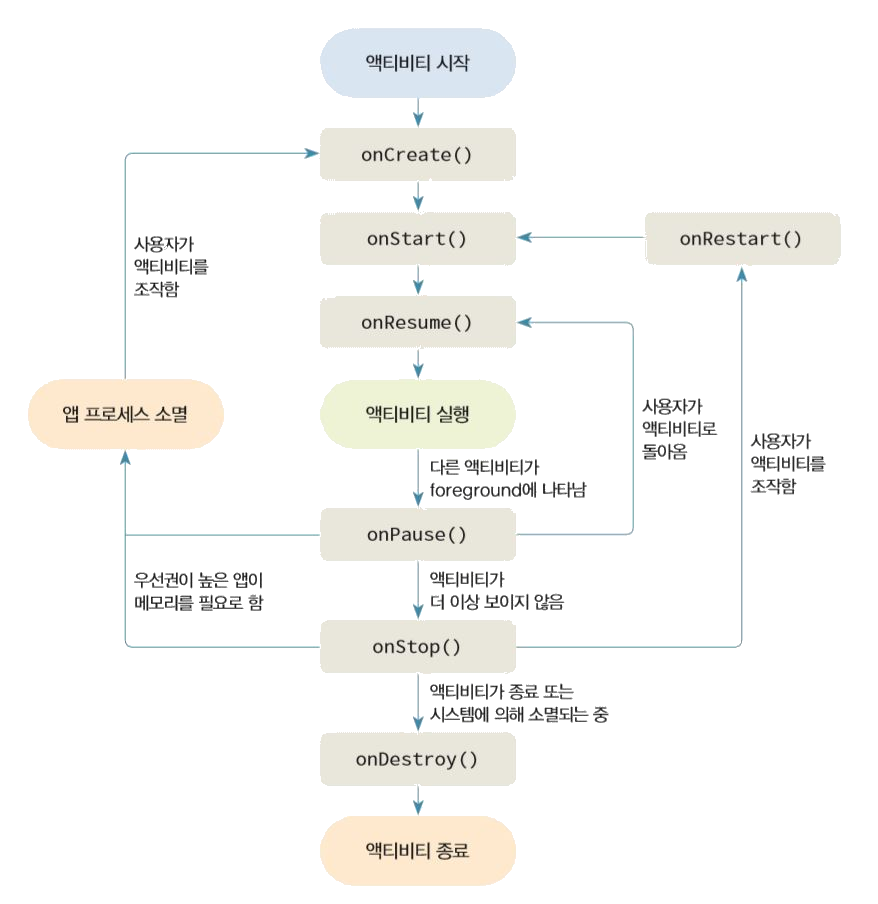 액티비티 시작
onCreate()
onStart()
onRestart()
사용자가
액티비티를
조작함
onResume()
앱 프로세스 소멸
액티비티 실행
사용자가
액티비티로
돌아옴
사용자가
액티비티를
조작함
다른 액티비티가
foreground에 나타남
onPause()
우선권이 높은 앱이
메모리를 필요로 함
액티비티가
더 이상 보이지 않음
onStop()
액티비티가 종료 또는
시스템에 의해 소멸되는 중
onDestroy()
액티비티 종료